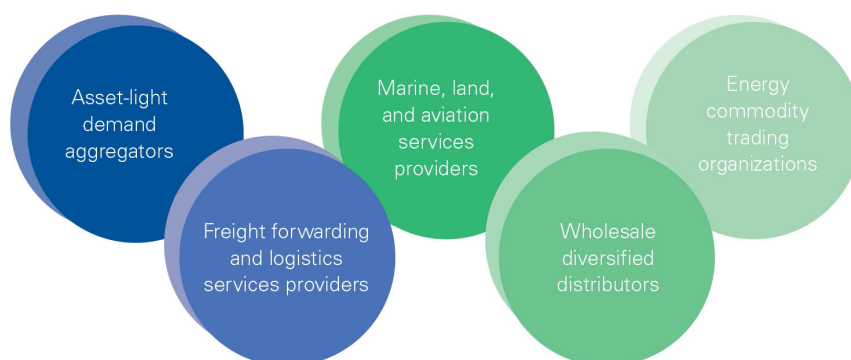 Asset-light
demand
aggregators
Freight forwarding
and logistics
services providers
Marine, land,
and aviation
services
providers
Wholesale
diversified
distributors
Energy
commodity
trading
organizations